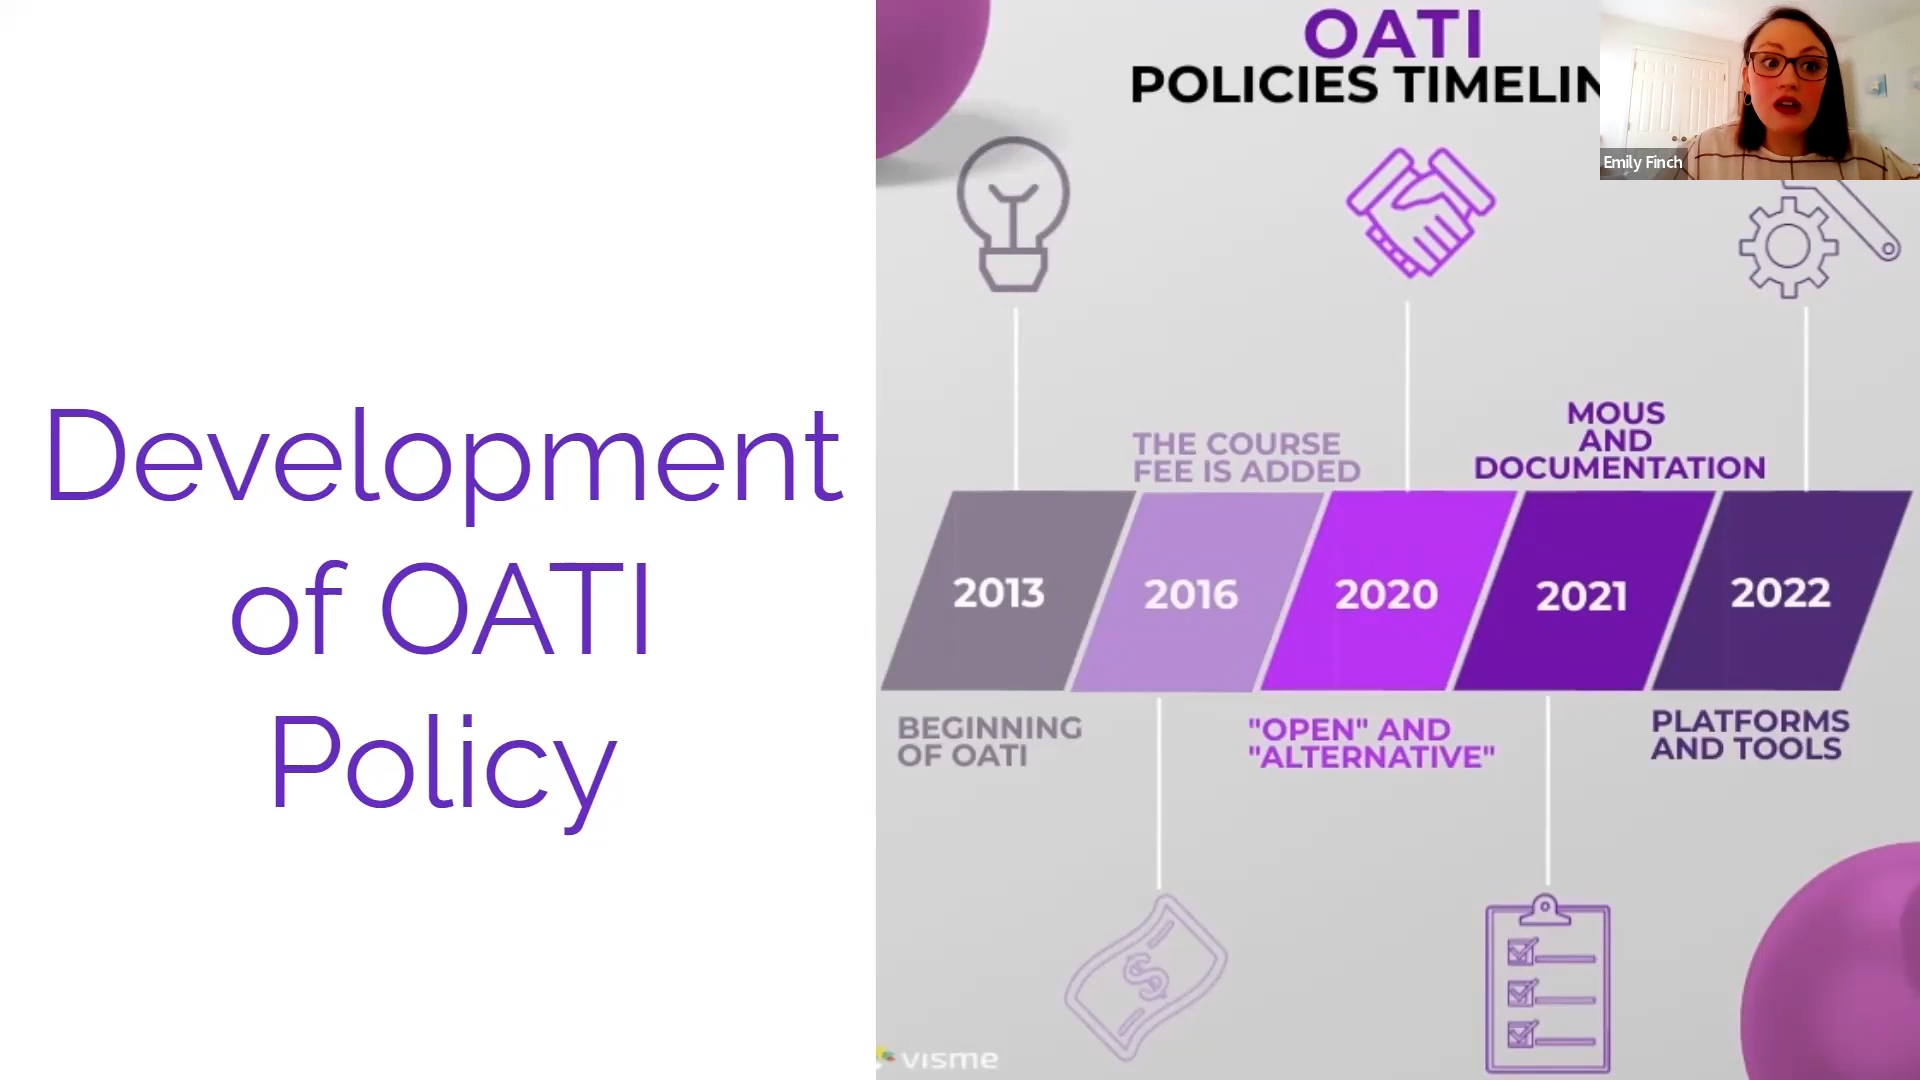 Development
of OATI
Policy
OATI
POLICIES TIMELIN
Emily Finch
THE COURSE
FEE IS ADDED
MOUS
AND
DOCUMENTATION
2013
2016
2020
2021
2022
BEGINNING
OF OATI
"OPEN" AND
"ALTERNATIVE"
PLATFORMS
AND TOOLS
$
visme